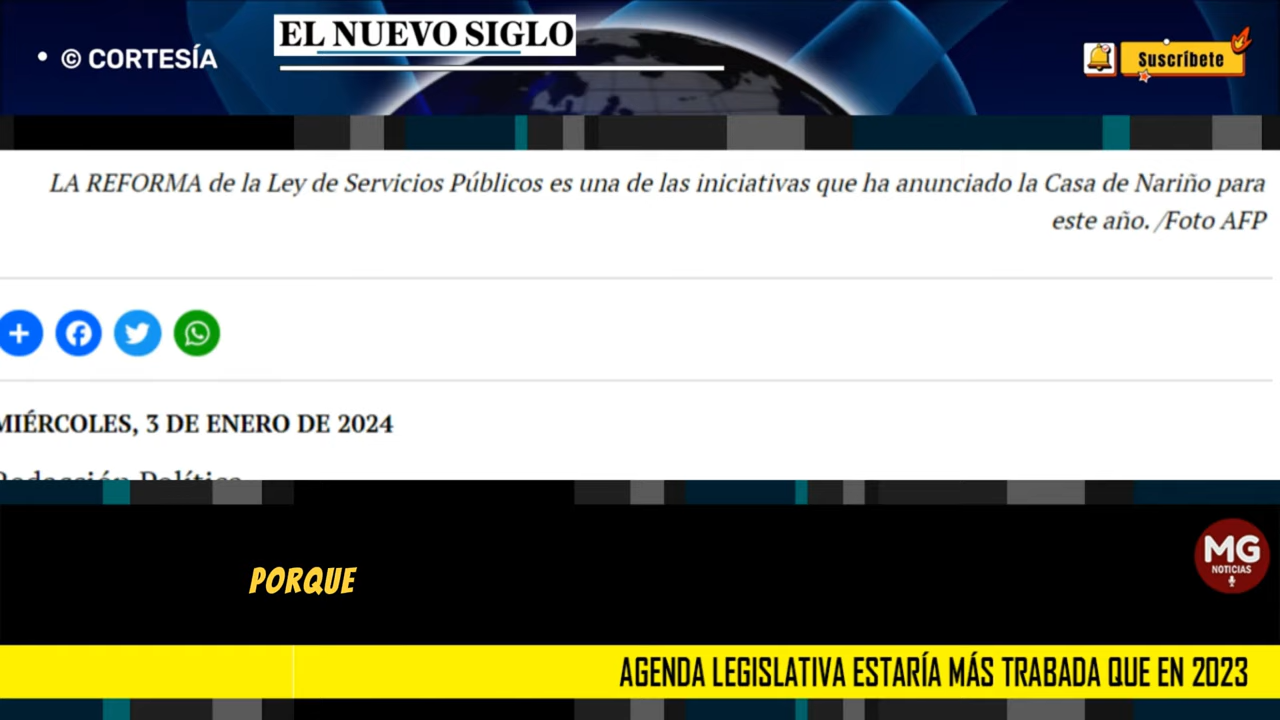 • © CORTESÍA
EL NUEVO SIGLO
Suscríbete
LA REFORMA de la Ley de Servicios Públicos es una de las iniciativas que ha anunciado la Casa de Nariño para
este año. /Foto AFP
MIÉRCOLES, 3 DE ENERO DE 2024
Redacción Política
PORQUE
MG
NOTICIAS
AGENDA LEGISLATIVA ESTARÍA MÁS TRABADA QUE EN 2023